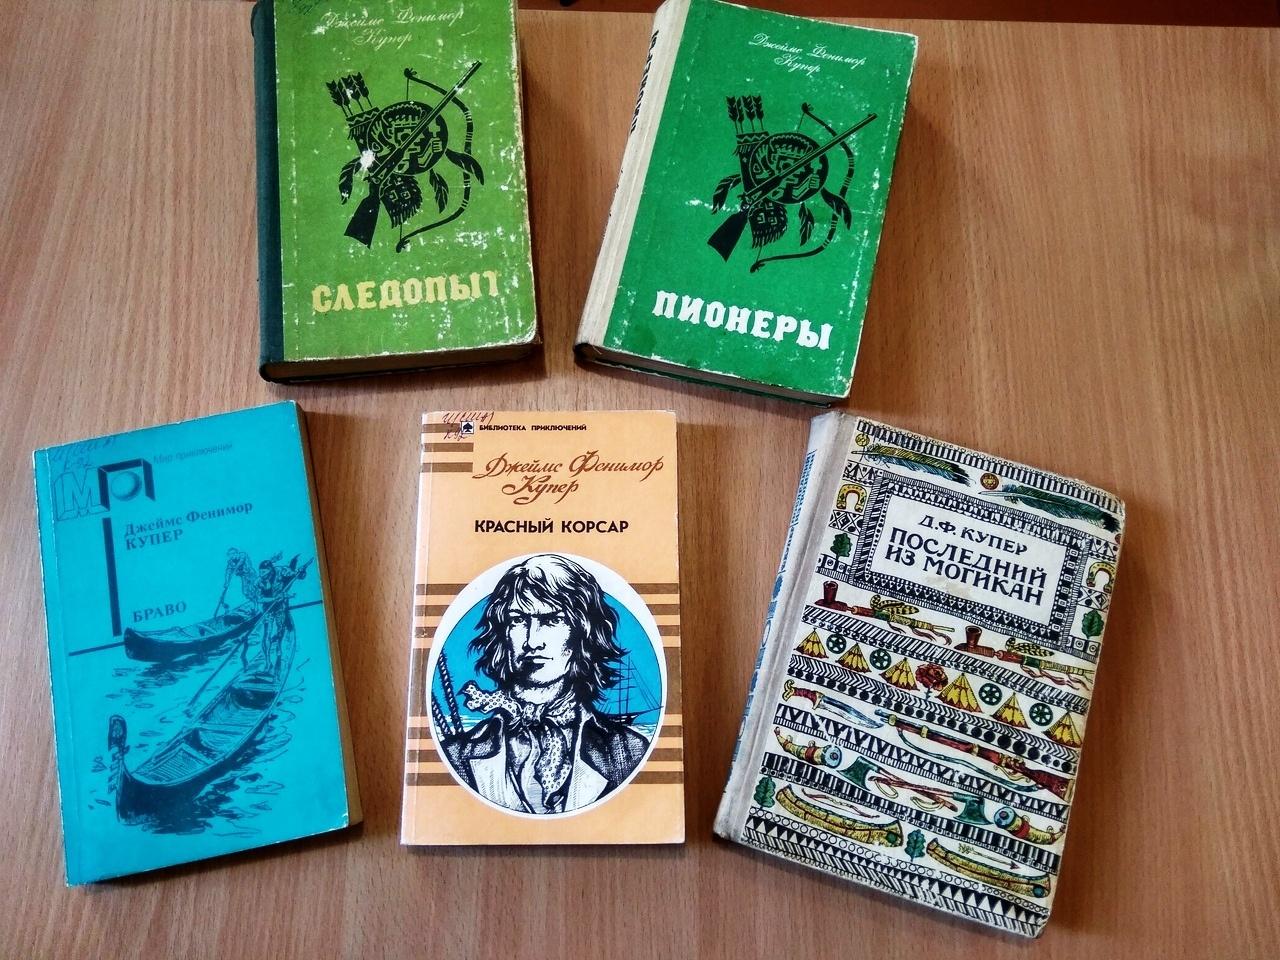 Джеймс Фенимор
Купер
СЛЕДОПЫТ
Джеймс Фенимор
Купер
ПИОНЕРЫ
Мир приключений
МП
Джеймс Фенимор
КУПЕР
БРАВО
БИБЛИОТЕКА ПРИКЛЮЧЕНИЙ
Джеймс Фенимор
Купер
КРАСНЫЙ КОРСАР
Д.Ф. КУПЕР
ПОСЛЕДНИЙ
ИЗ МОГИКАН